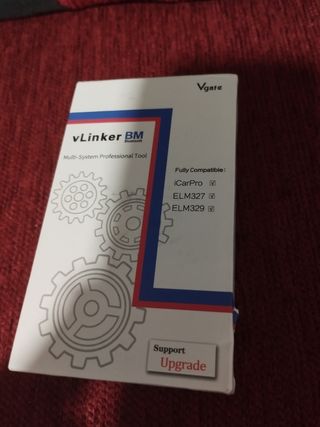 Vgate
vLinker BM
Bluetooth
Multi-System Professional Tool
Fully Compatible:
iCarPro ☑
ELM327 ☑
ELM329 ☑
Support
Upgrade